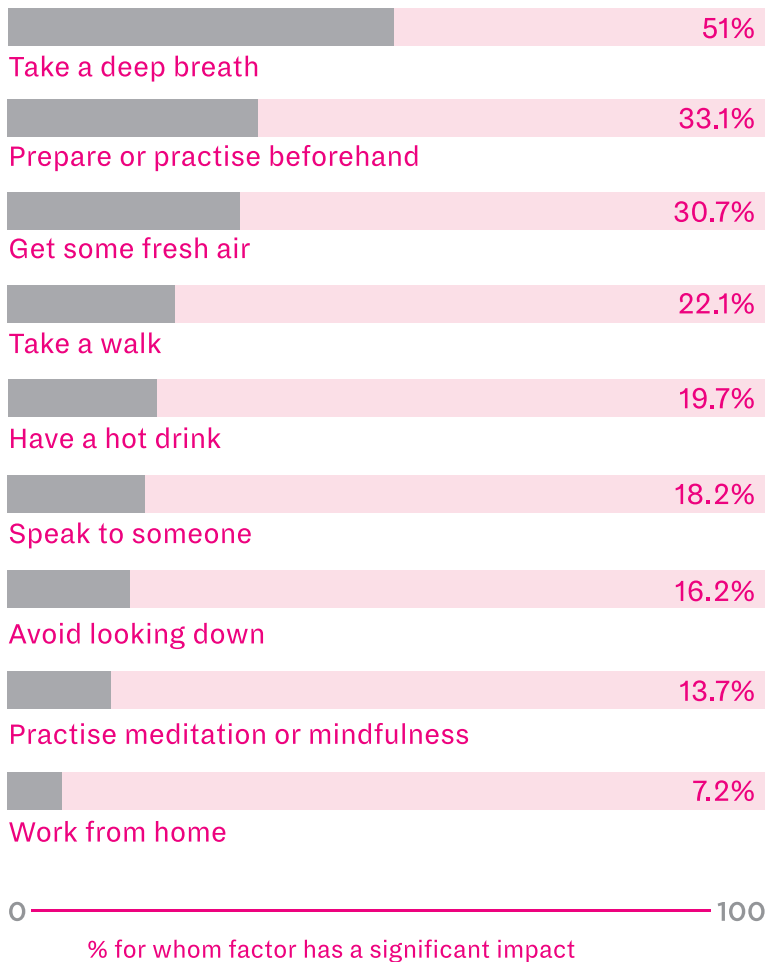 51%
Take a deep breath
33.1%
Prepare or practise beforehand
30.7%
Get some fresh air
22.1%
Take a walk
19.7%
Have a hot drink
18.2%
Speak to someone
16.2%
Avoid looking down
13.7%
Practise meditation or mindfulness
7.2%
Work from home
0 100
% for whom factor has a significant impact